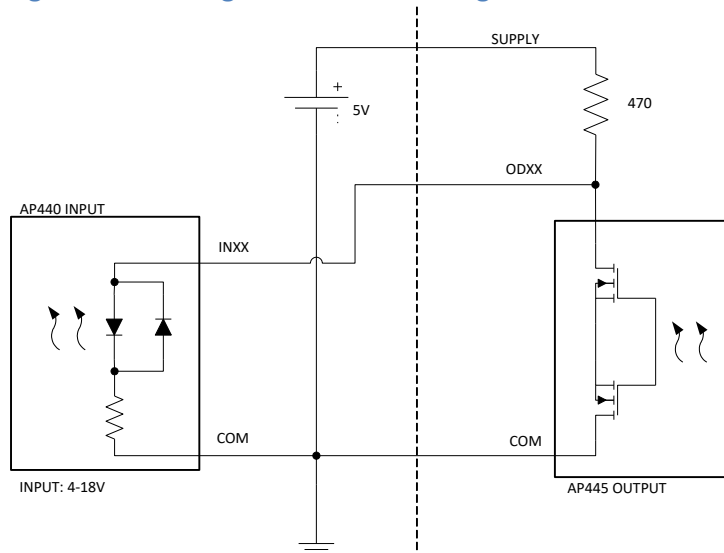 SUPPLY
+
5V
470
ODXX
AP440 INPUT
INXX
COM
COM
INPUT: 4-18V
AP445 OUTPUT